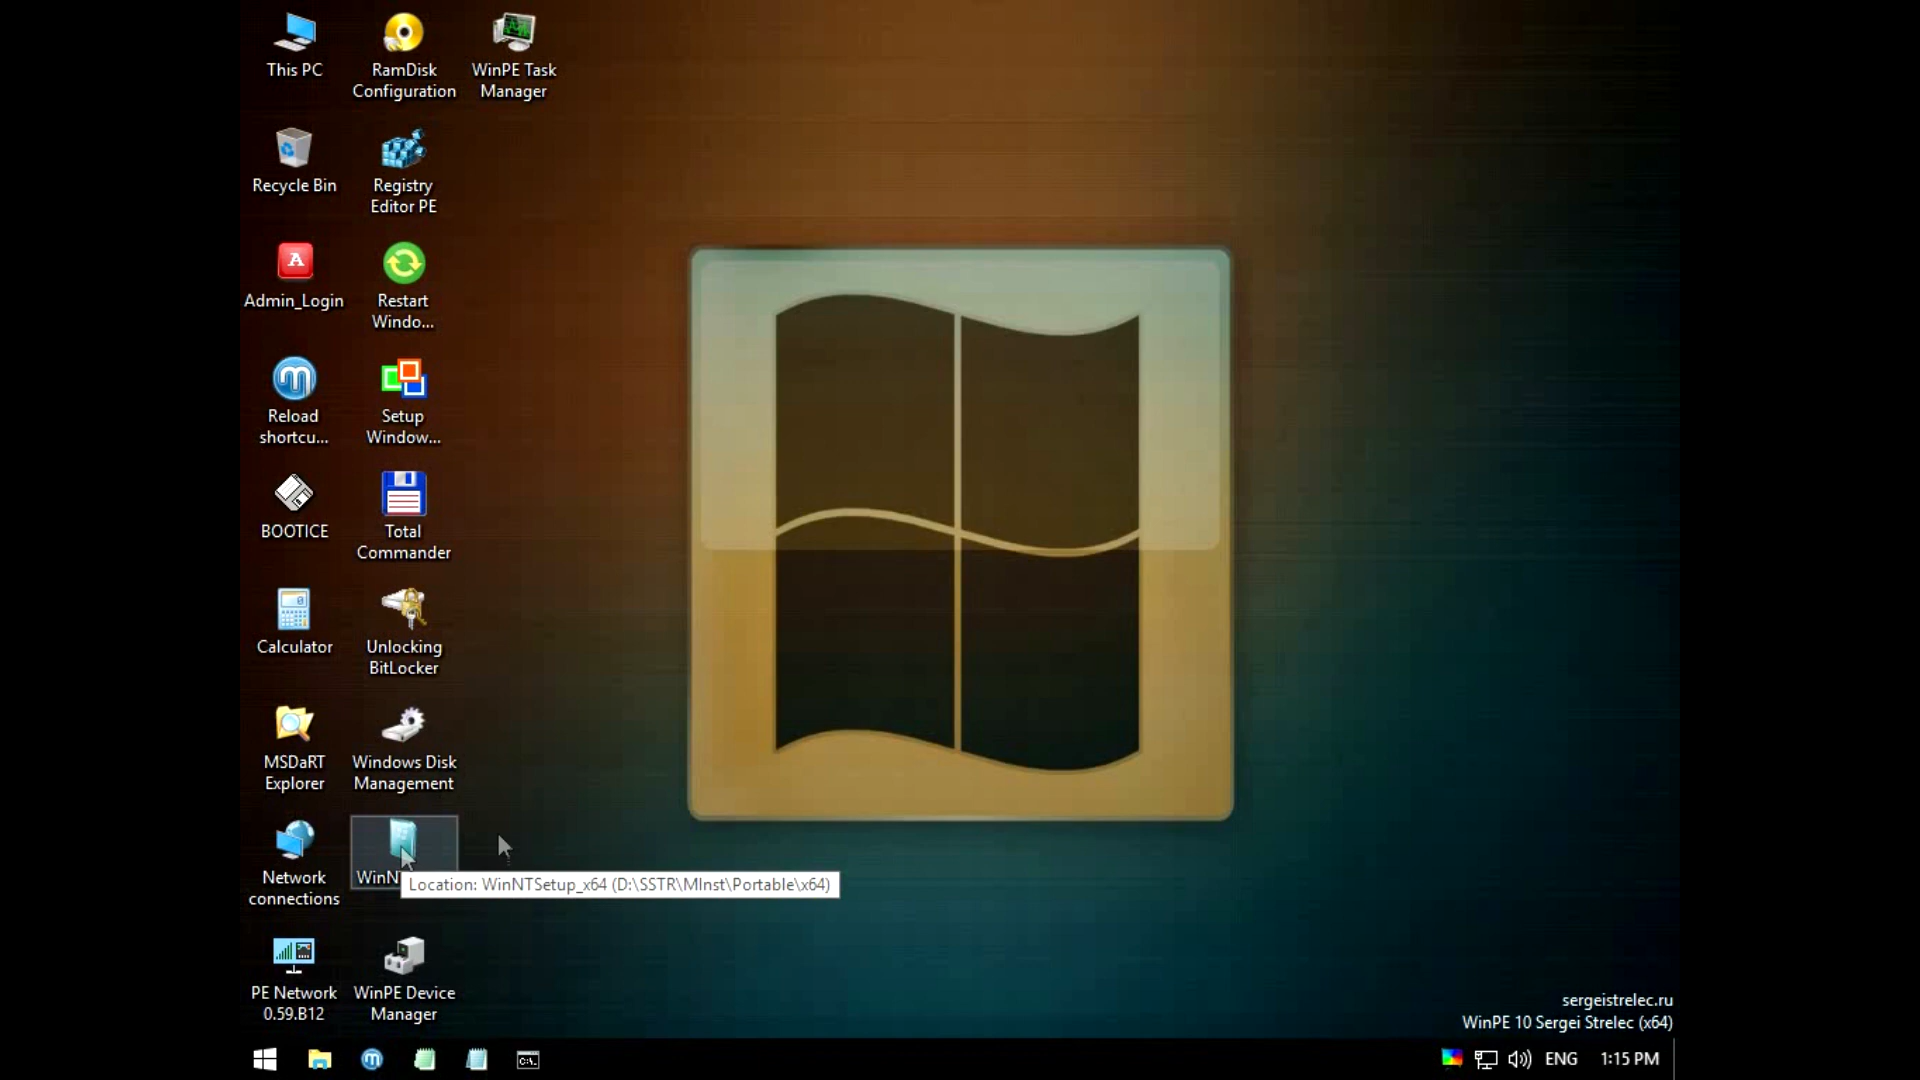 This PC
RamDisk
Configuration
WinPE Task
Manager
Recycle Bin
Registry
Editor PE
A
Admin_Login
Restart
Windo...
Reload
shortcu...
Setup
Window...
BOOTICE
Total
Commander
Calculator
Unlocking
BitLocker
MSDaRT
Explorer
Windows Disk
Management
Network
connections
WinN
Location: WinNTSetup_x64 (D:\SSTR\MInst\Portable\x64)
PE Network
0.59.B12
WinPE Device
Manager
sergeistrelec.ru
WinPE 10 Sergei Strelec (x64)
C:\.
ENG
1:15 PM